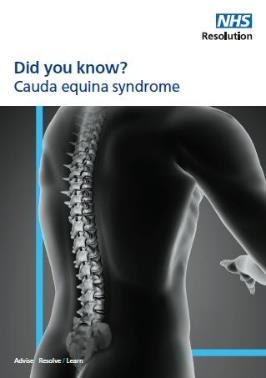 NHS
Resolution
Did you know?
Cauda equina syndrome
Advise / Resolve / Learn